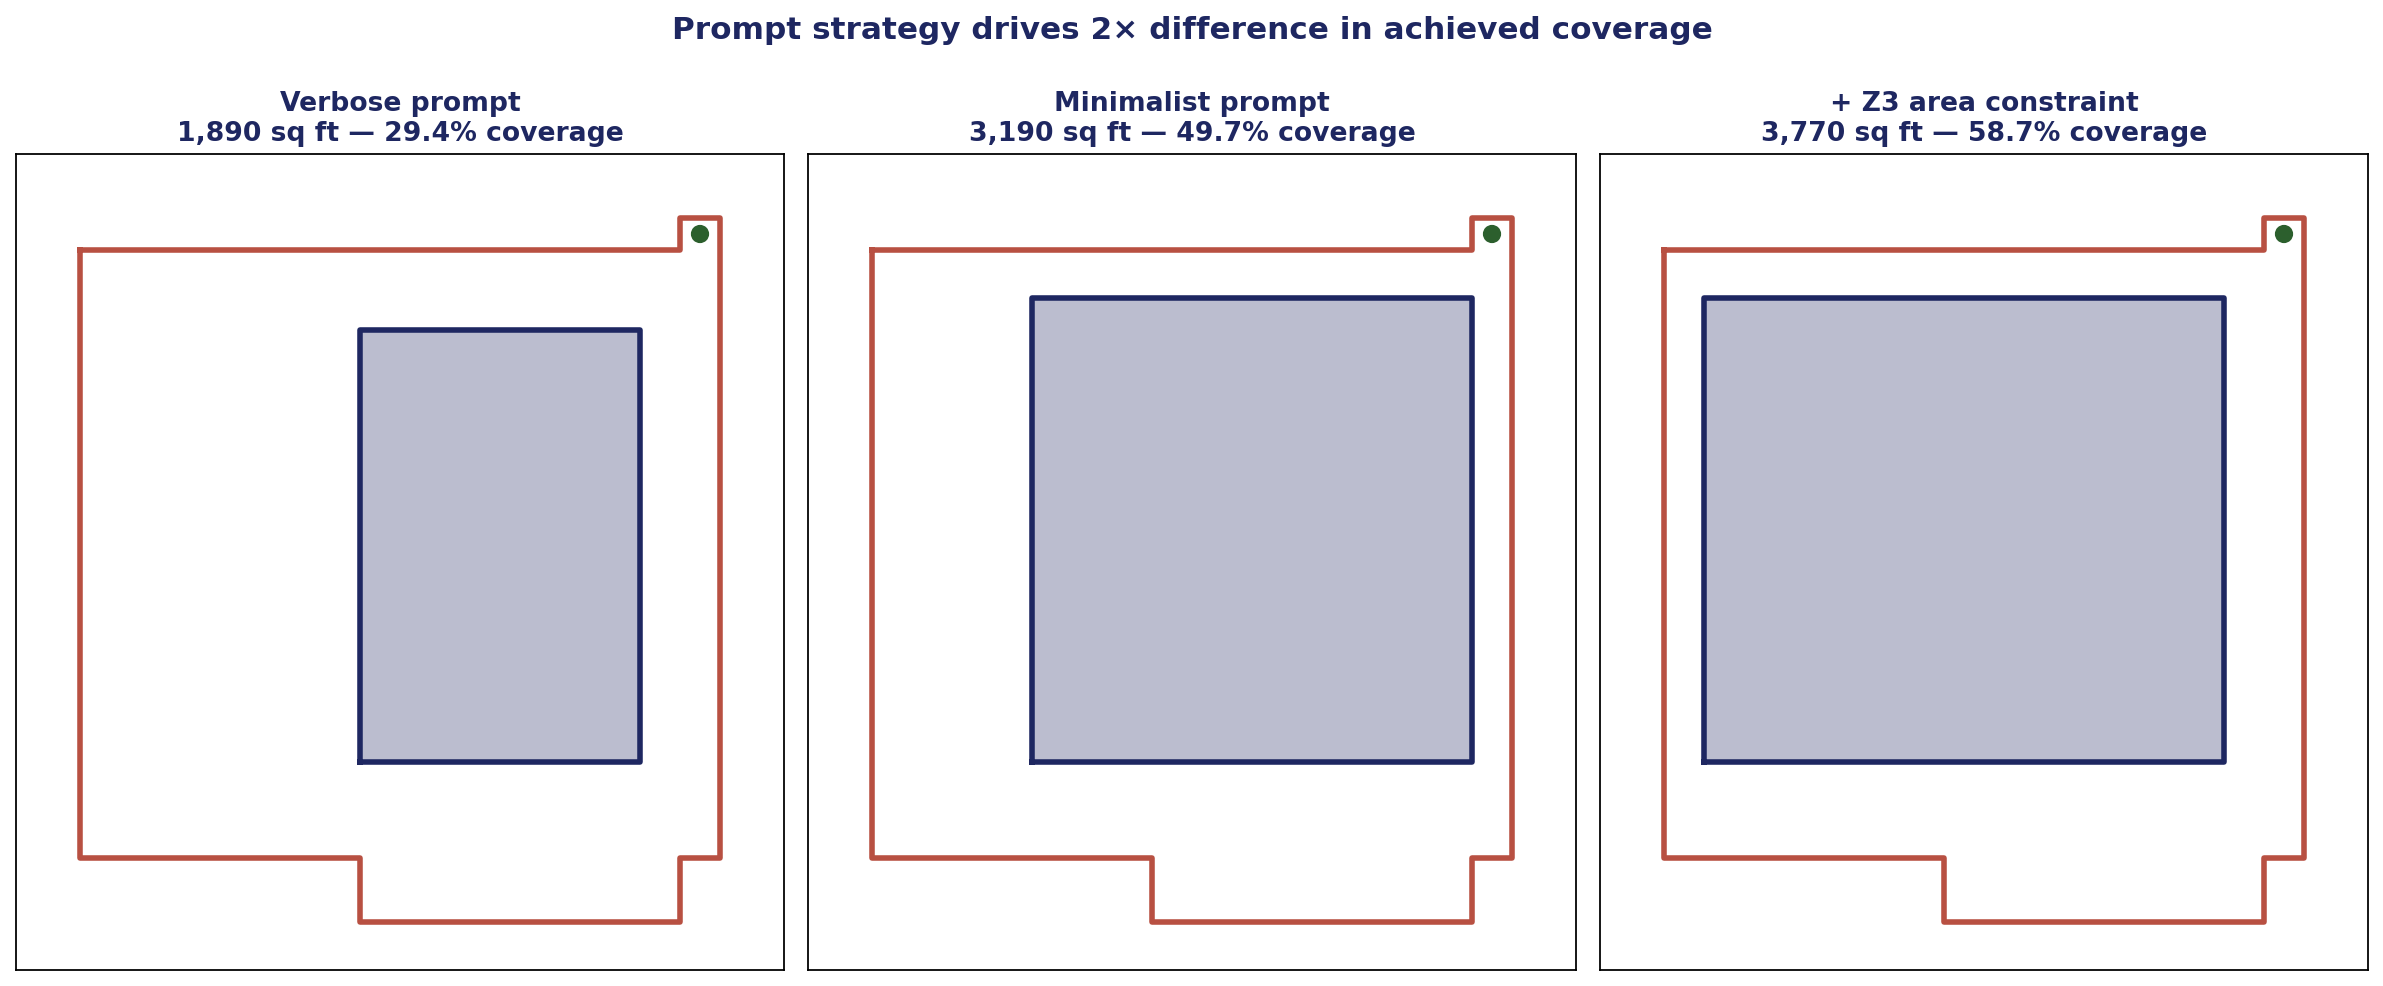 Prompt strategy drives 2× difference in achieved coverage
Verbose prompt
1,890 sq ft — 29.4% coverage
Minimalist prompt
3,190 sq ft — 49.7% coverage
+ Z3 area constraint
3,770 sq ft — 58.7% coverage